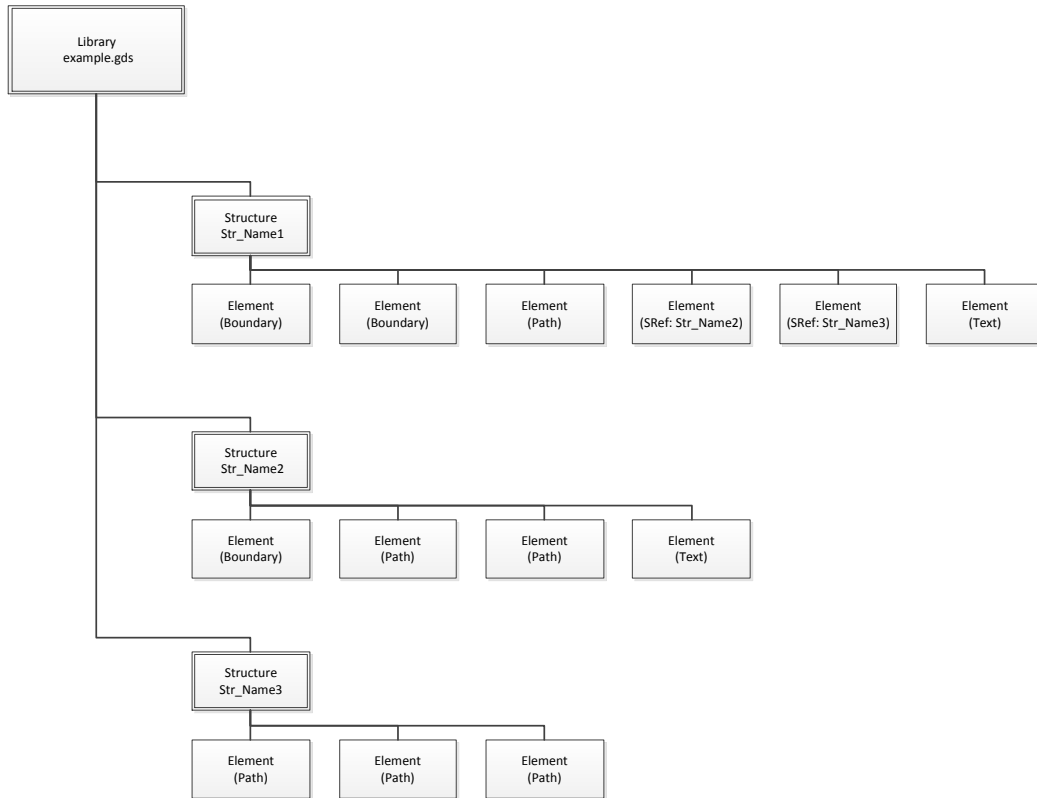 Library
example.gds
Structure
Str_Name1
Element
(Boundary)
Element
(Boundary)
Element
(Path)
Element
(SRef: Str_Name2)
Element
(SRef: Str_Name3)
Element
(Text)
Structure
Str_Name2
Element
(Boundary)
Element
(Path)
Element
(Path)
Element
(Text)
Structure
Str_Name3
Element
(Path)
Element
(Path)
Element
(Path)